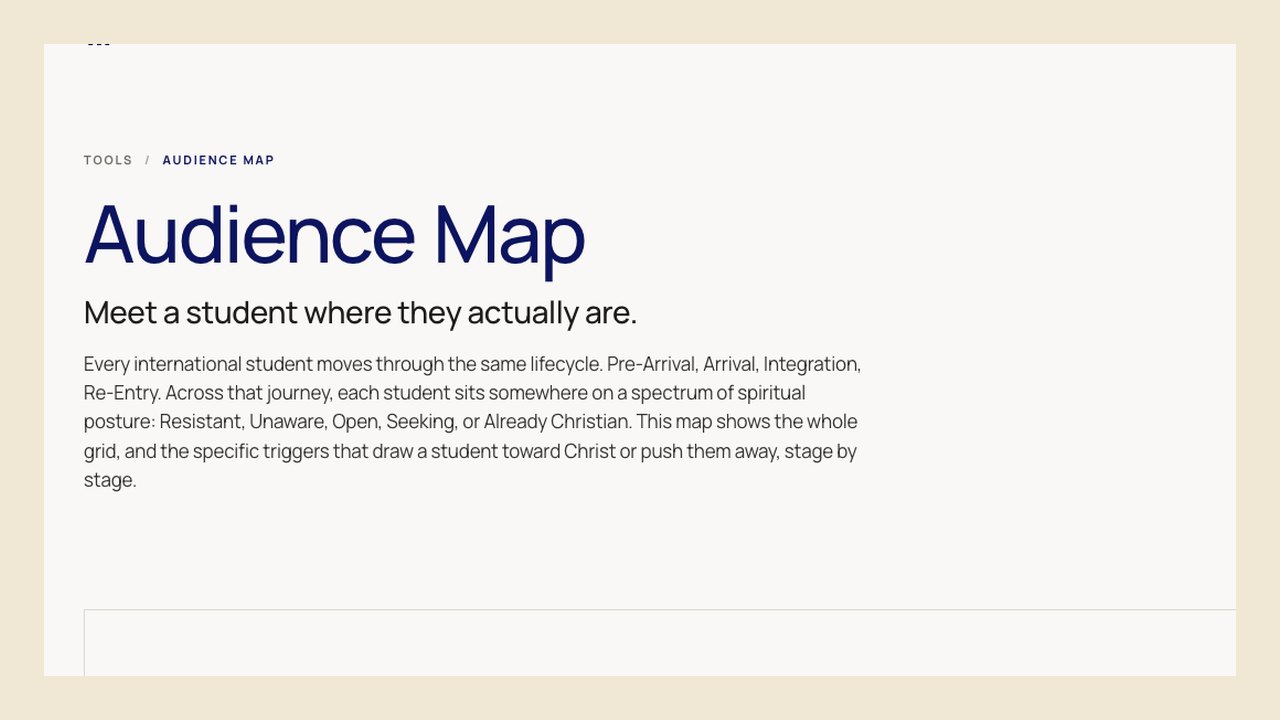 TOOLS / AUDIENCE MAP
Audience Map
Meet a student where they actually are.
Every international student moves through the same lifecycle. Pre-Arrival, Arrival, Integration,
Re-Entry. Across that journey, each student sits somewhere on a spectrum of spiritual
posture: Resistant, Unaware, Open, Seeking, or Already Christian. This map shows the whole
grid, and the specific triggers that draw a student toward Christ or push them away, stage by
stage.